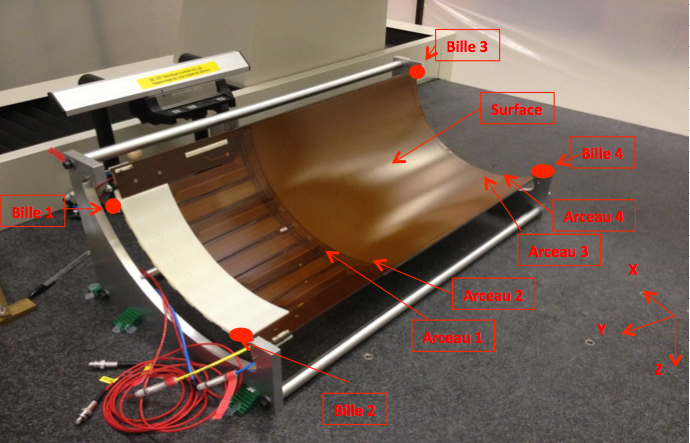 Bille 3
Surface
Bille 4
Bille 1
Arceau 4
Arceau 3
X
Arceau 2
Y
Arceau 1
Z
Bille 2